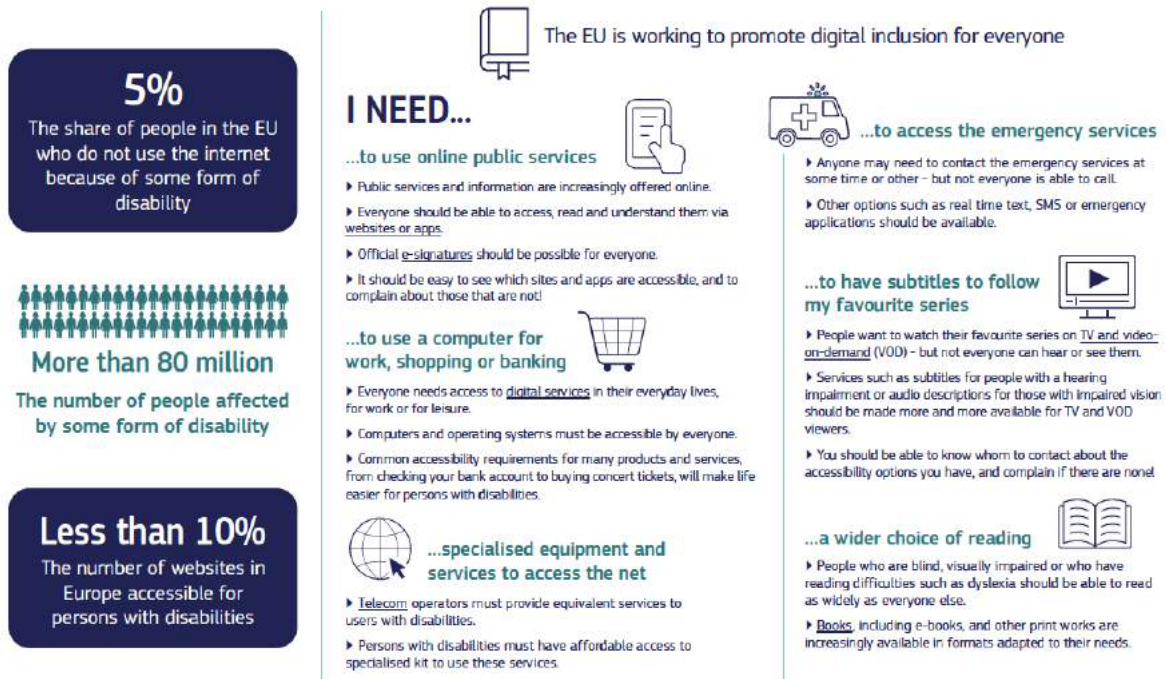 The EU is working to promote digital inclusion for everyone
5%
The share of people in the EU
who do not use the internet
because of some form of
disability
More than 80 million
The number of people affected
by some form of disability
Less than 10%
The number of websites in
Europe accessible for
persons with disabilities
I NEED...
...to use online public services
▶ Public services and information are increasingly offered online.
▶ Everyone should be able to access, read and understand them via
websites or apps.
▶ Official e-signatures should be possible for everyone.
▶ It should be easy to see which sites and apps are accessible, and to
complain about those that are not!
...to use a computer for
work, shopping or banking
▶ Everyone needs access to digital services in their everyday lives,
for work or for leisure.
▶ Computers and operating systems must be accessible by everyone.
▶ Common accessibility requirements for many products and services,
from checking your bank account to buying concert tickets, will make life
easier for persons with disabilities.
...specialised equipment and
services to access the net
▶ Telecom operators must provide equivalent services to
users with disabilities.
▶ Persons with disabilities must have affordable access to
specialised kit to use these services.
...to access the emergency services
▶ Anyone may need to contact the emergency services at
some time or other - but not everyone is able to call.
▶ Other options such as real time text, SMS or emergency
applications should be available.
...to have subtitles to follow
my favourite series
▶ People want to watch their favourite series on TV and video-
on-demand (VOD) - but not everyone can hear or see them.
▶ Services such as subtitles for people with a hearing
impairment or audio descriptions for those with impaired vision
should be made more and more available for TV and VOD
viewers.
▶ You should be able to know whom to contact about the
accessibility options you have, and complain if there are none!
...a wider choice of reading
▶ People who are blind, visually impaired or who have
reading difficulties such as dyslexia should be able to read
as widely as everyone else.
▶ Books, including e-books, and other print works are
increasingly available in formats adapted to their needs.